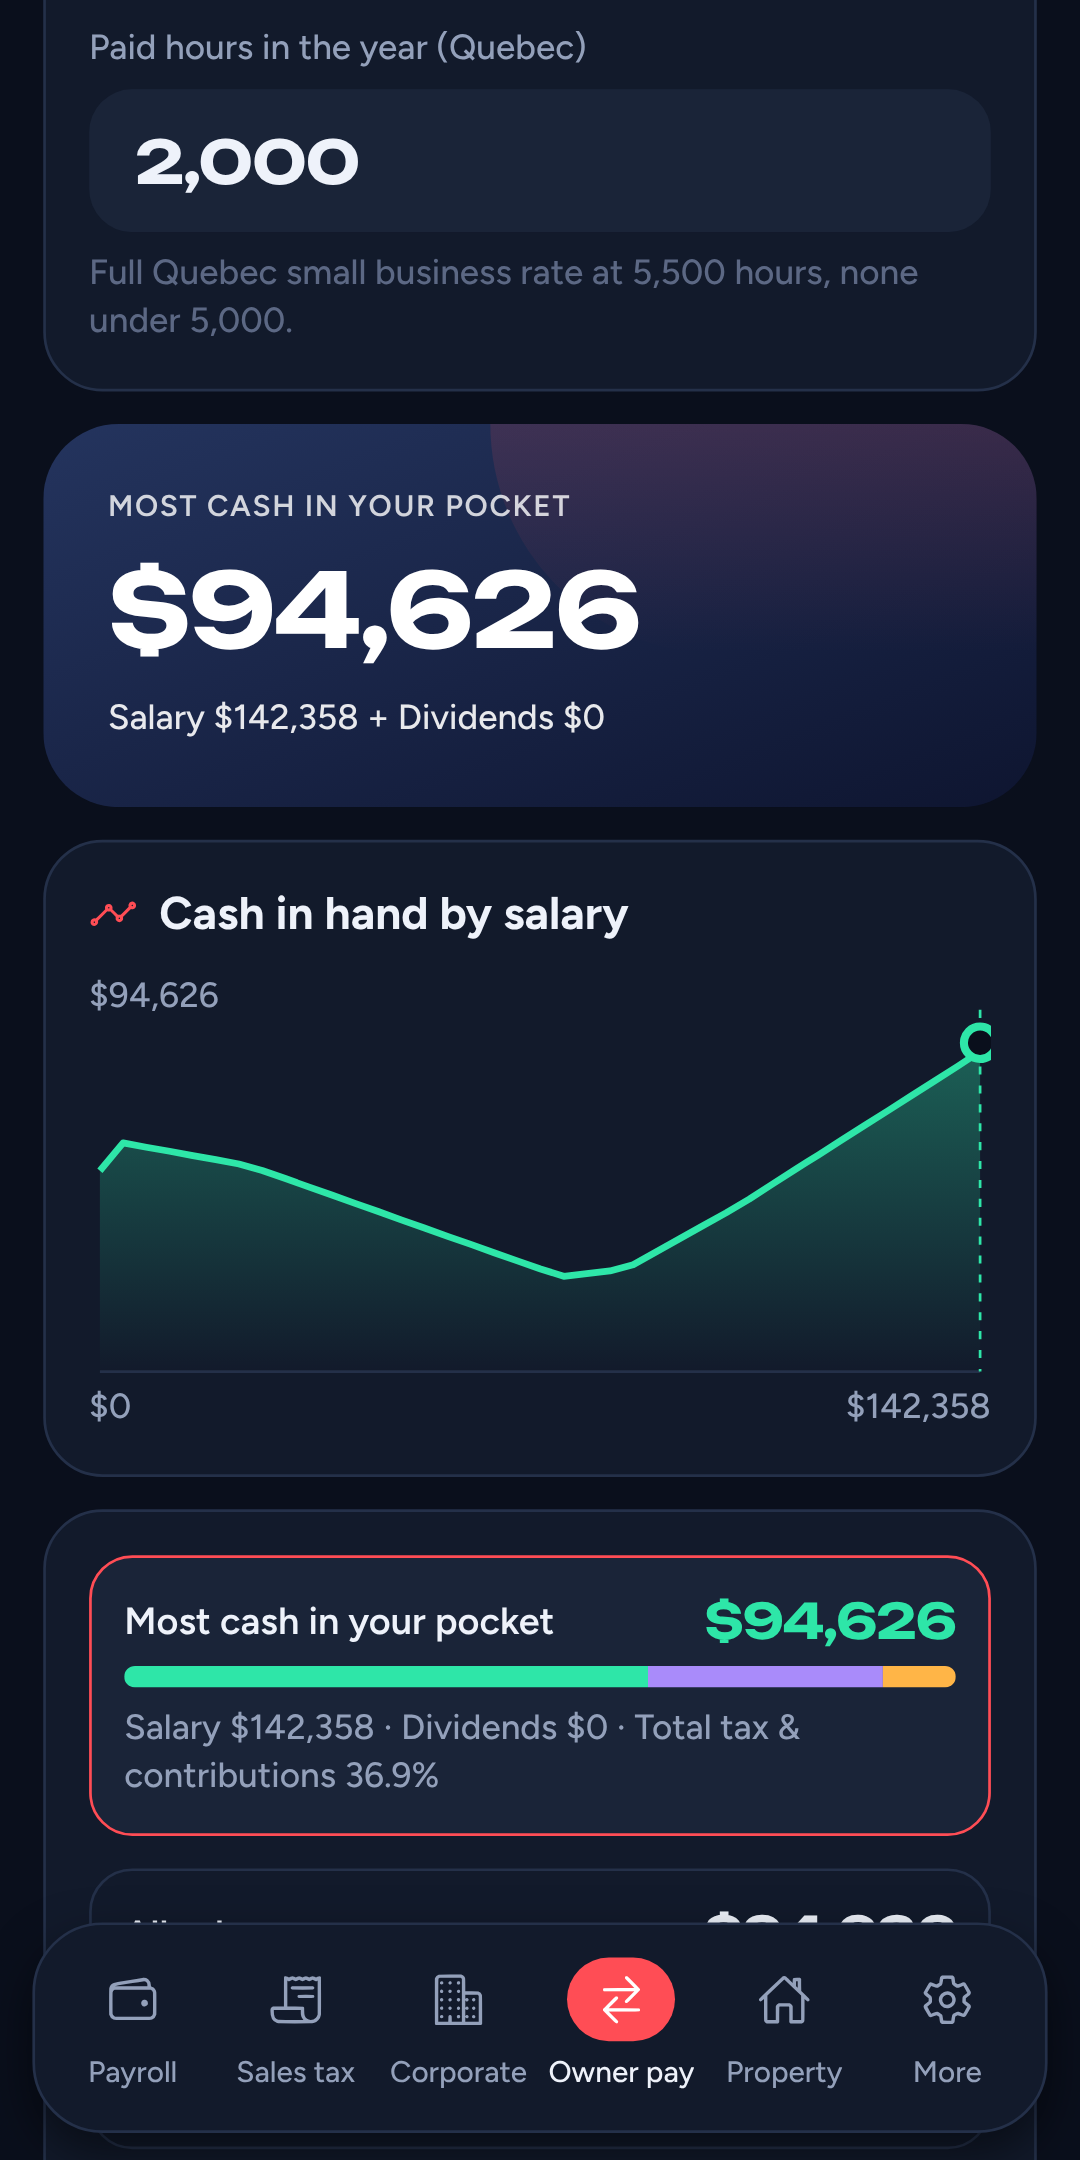 Paid hours in the year (Quebec)
2,000
Full Quebec small business rate at 5,500 hours, none
under 5,000.
MOST CASH IN YOUR POCKET
$94,626
Salary $142,358 + Dividends $0
Cash in hand by salary
$94,626
$0
$142,358
Most cash in your pocket
$94,626
Salary $142,358 · Dividends $0 · Total tax &
contributions 36.9%
Payroll
Sales tax
Corporate
Owner pay
Property
More